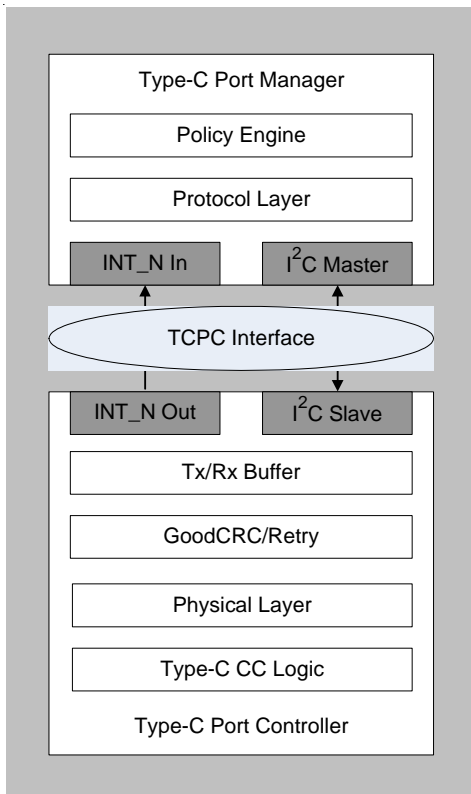 Type-C Port Manager
Policy Engine
Protocol Layer
INT_N In
I²C Master
TCPC Interface
INT_N Out
I²C Slave
Tx/Rx Buffer
GoodCRC/Retry
Physical Layer
Type-C CC Logic
Type-C Port Controller